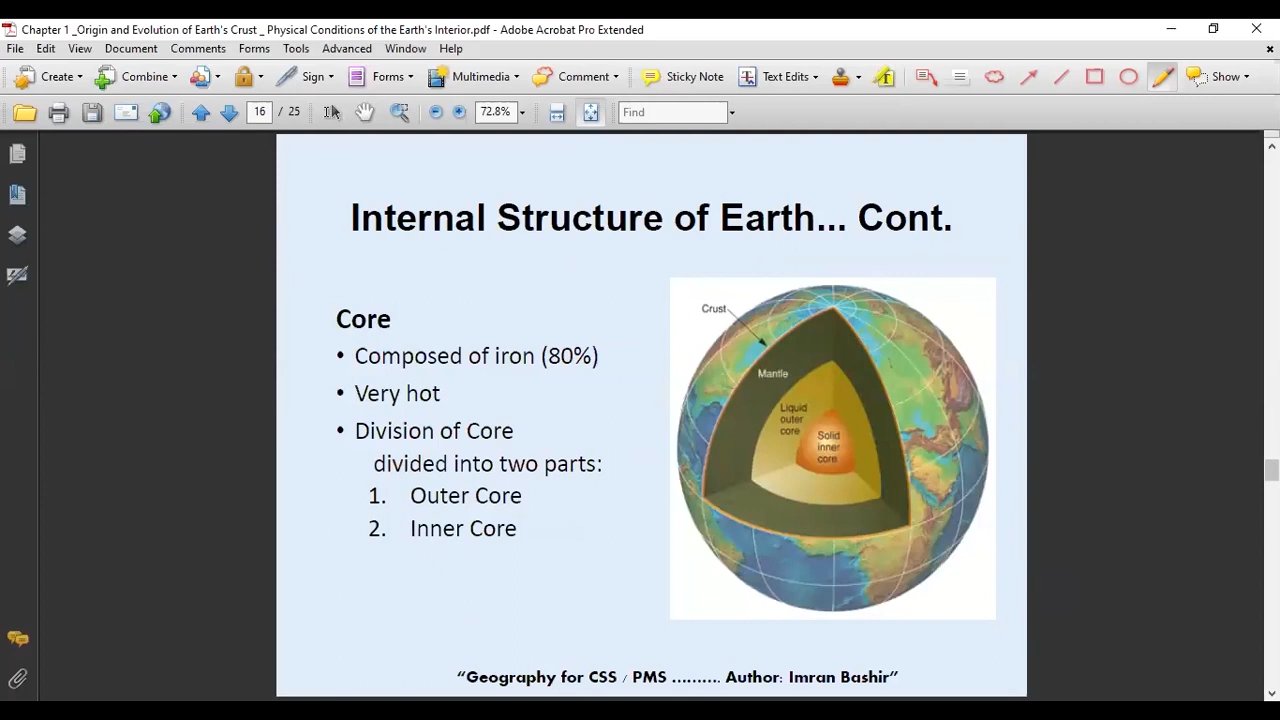 Chapter 1 _Origin and Evolution of Earth's Crust _ Physical Conditions of the Earth's Interior.pdf - Adobe Acrobat Pro Extended
File Edit View Document Comments Forms Tools Advanced Window Help
Create Combine Sign Forms Multimedia Comment Sticky Note Text Edits Show
16 / 25 72.8% Find
Internal Structure of Earth... Cont.
Core
• Composed of iron (80%)
• Very hot
• Division of Core
divided into two parts:
1. Outer Core
2. Inner Core
Crust
Mantle
Liquid
outer
core
Solid
inner
core
“Geography for CSS / PMS ......... Author: Imran Bashir”